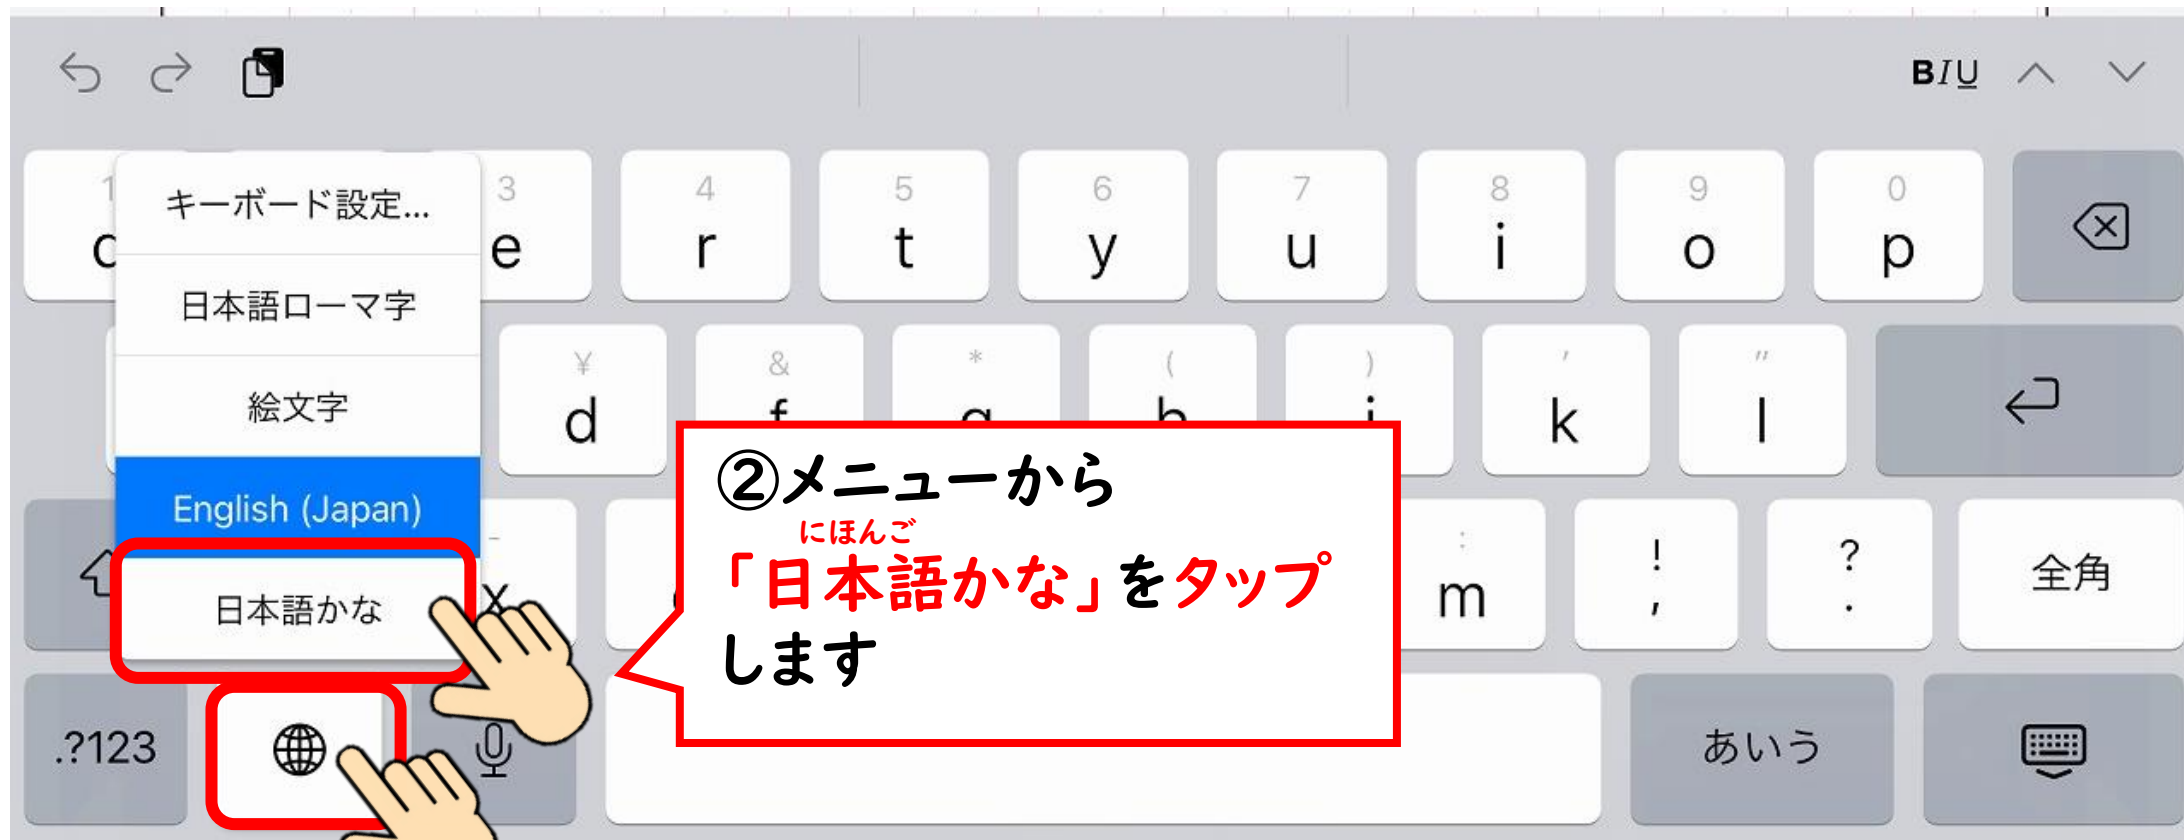 BIU
1
3
4
5
6
7
8
9
0
e
r
t
y
u
i
o
p
キーボード設定...
日本語ローマ字
絵文字
English (Japan)
日本語かな
¥
&
*
(
)
'
"
d
k
l
②メニューから
にほんご
「日本語かな」をタップ
します
-
x
:
m
!
,
?
.
全角
.?123
あいう